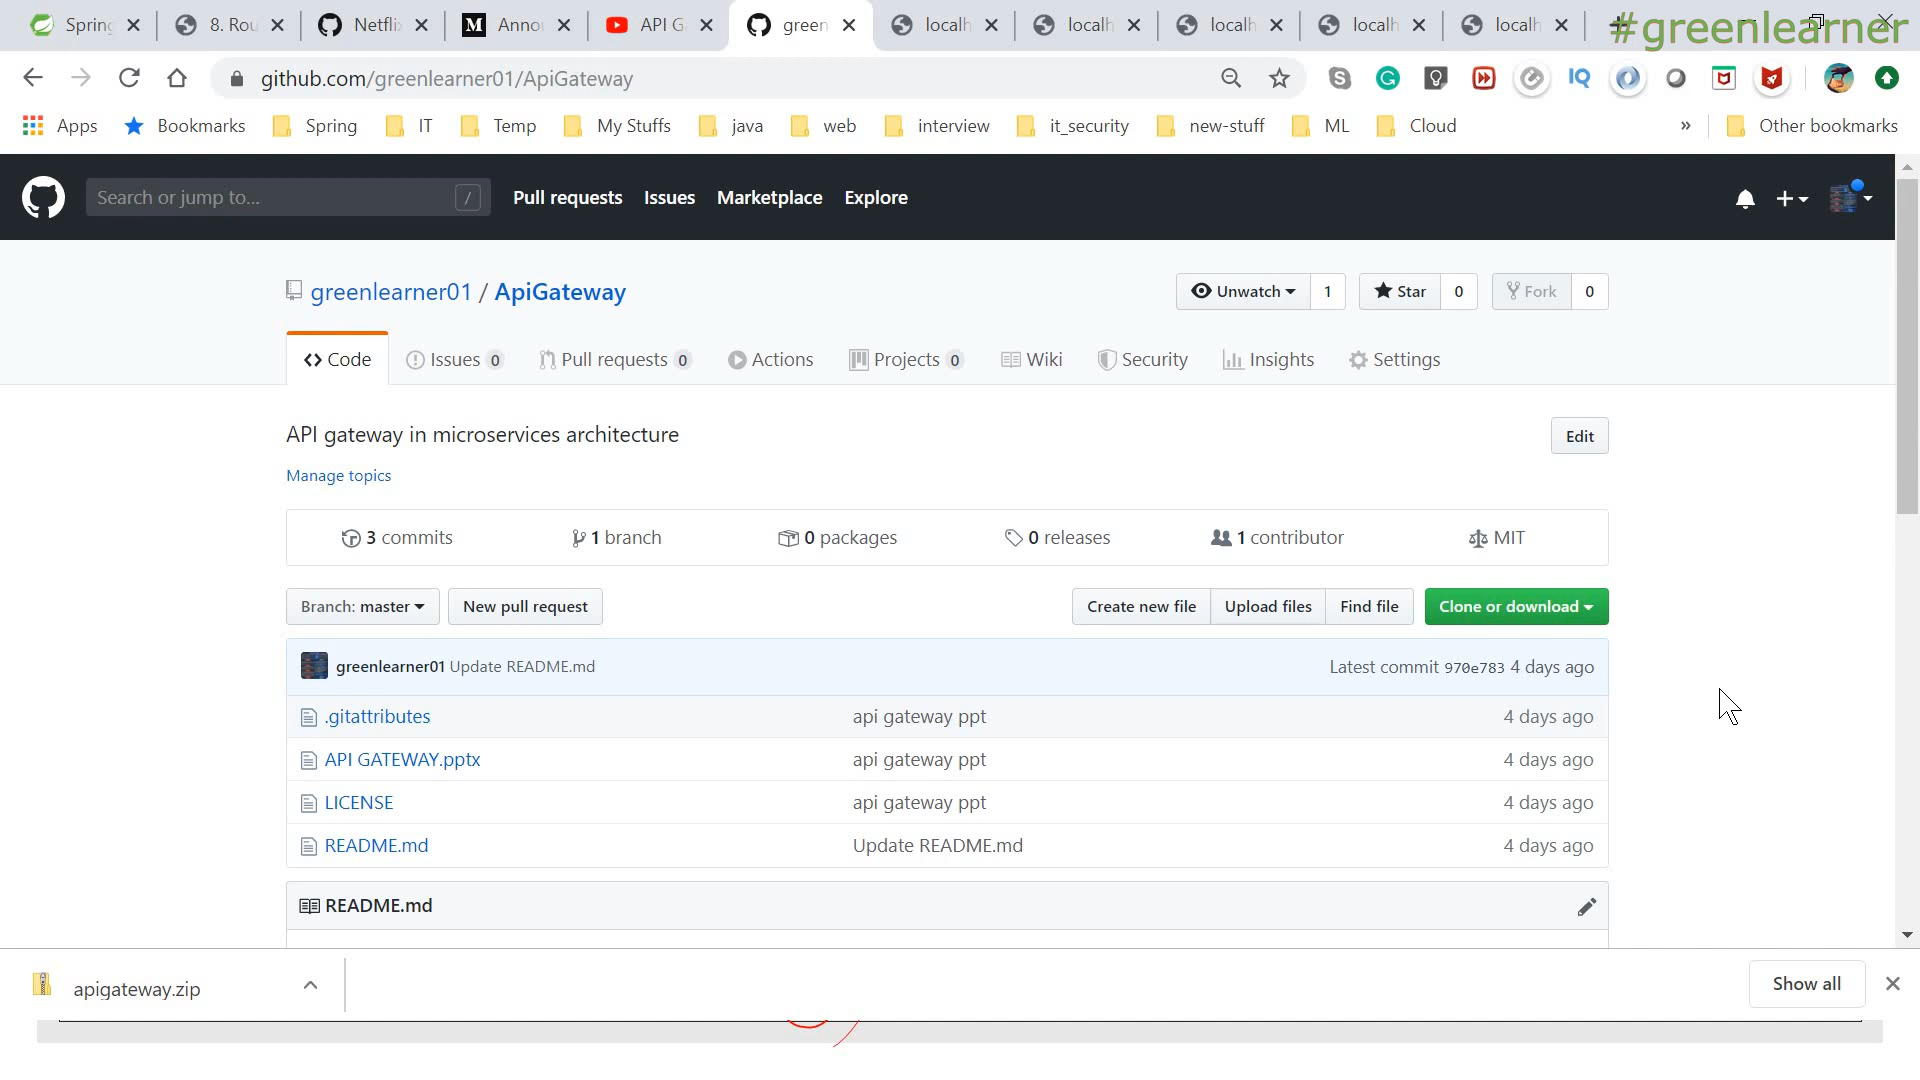 Spring
8. Rou
Netfli
M
Anno
API G
green
localh
localh
localh
localh
localh
#greenlearner
github.com/greenlearner01/ApiGateway
Apps
Bookmarks
Spring
IT
Temp
My Stuffs
java
web
interview
it_security
new-stuff
ML
Cloud
»
Other bookmarks
Search or jump to...
/
Pull requests
Issues
Marketplace
Explore
greenlearner01 / ApiGateway
Unwatch 1
Star 0
Fork 0
Code
Issues 0
Pull requests 0
Actions
Projects 0
Wiki
Security
Insights
Settings
API gateway in microservices architecture
Edit
Manage topics
3 commits
1 branch
0 packages
0 releases
1 contributor
MIT
Branch: master
New pull request
Create new file
Upload files
Find file
Clone or download
greenlearner01 Update README.md
Latest commit 970e783 4 days ago
.gitattributes api gateway ppt 4 days ago
API GATEWAY.pptx api gateway ppt 4 days ago
LICENSE api gateway ppt 4 days ago
README.md Update README.md 4 days ago
README.md
apigateway.zip
Show all